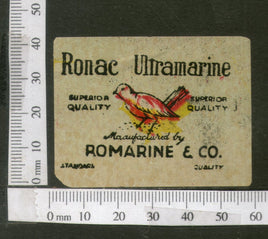 Ronac Ultramarine
SUPERIOR QUALITY
SUPERIOR QUALITY
Manufactured by
ROMARINE & CO.
STANDARD QUALITY
50
40
30
20
10
0 mm
0 mm 10 20 30 40 50 60